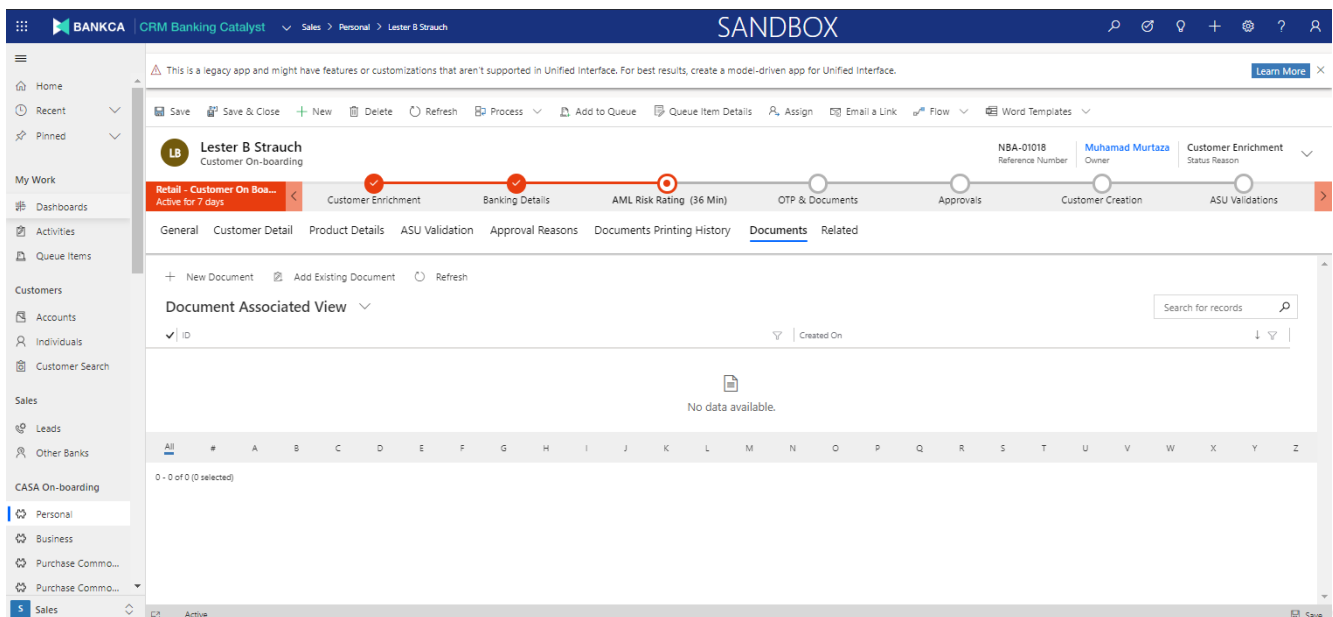 BANKCA CRM Banking Catalyst Sales > Personal > Lester B Strauch SANDBOX
This is a legacy app and might have features or customizations that aren't supported in Unified Interface. For best results, create a model-driven app for Unified Interface. Learn More
Home
Recent
Pinned
My Work
Dashboards
Activities
Queue Items
Customers
Accounts
Individuals
Customer Search
Sales
Leads
Other Banks
CASA On-boarding
Personal
Business
Purchase Commo...
Purchase Commo...
S Sales
Save Save & Close New Delete Refresh Process Add to Queue Queue Item Details Assign Email a Link Flow Word Templates
LB Lester B Strauch
Customer On-boarding
NBA-01018 Muhamad Murtaza Customer Enrichment
Reference Number Owner Status Reason
Retail - Customer On Boa...
Active for 7 days
Customer Enrichment Banking Details AML Risk Rating (36 Min) OTP & Documents Approvals Customer Creation ASU Validations
General Customer Detail Product Details ASU Validation Approval Reasons Documents Printing History Documents Related
New Document Add Existing Document Refresh
Document Associated View
Search for records
ID Created On
No data available.
All # A B C D E F G H I J K L M N O P Q R S T U V W X Y Z
0 - 0 of 0 (0 selected)
Active Save